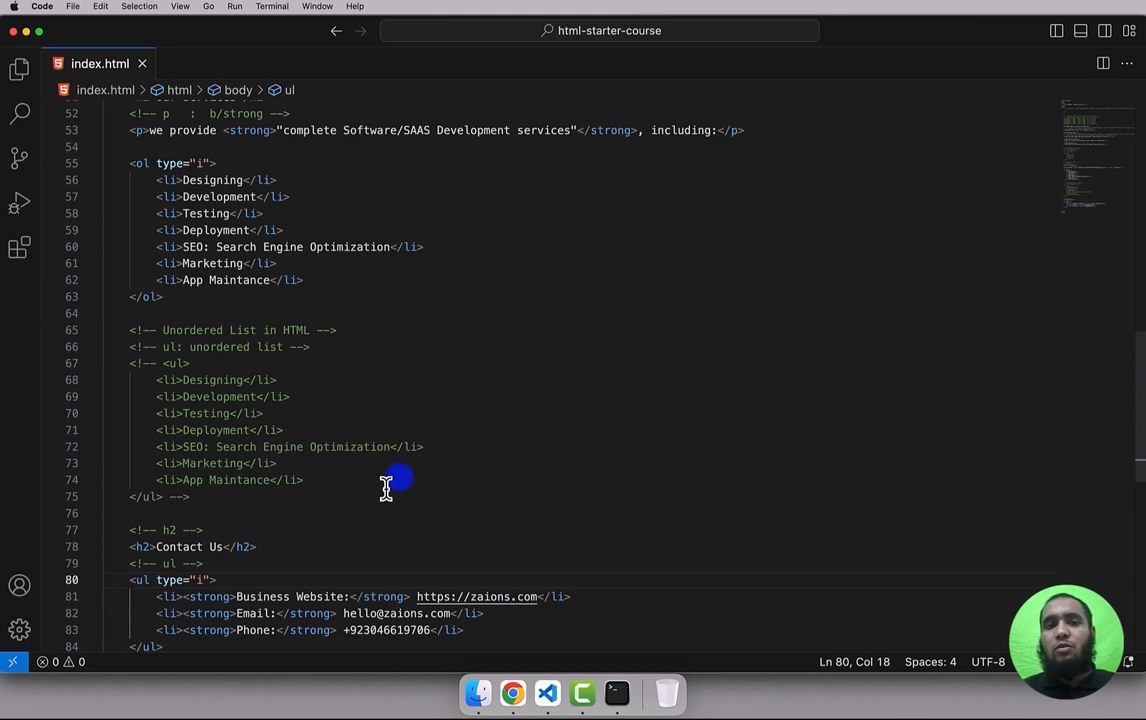 Code File Edit Selection View Go Run Terminal Window Help
html-starter-course
index.html
index.html > html > body > ul
52 <!-- p   :  b/strong -->
53 <p>we provide <strong>"complete Software/SAAS Development services"</strong>, including:</p>
54
55 <ol type="i">
56 <li>Designing</li>
57 <li>Development</li>
58 <li>Testing</li>
59 <li>Deployment</li>
60 <li>SEO: Search Engine Optimization</li>
61 <li>Marketing</li>
62 <li>App Maintance</li>
63 </ol>
64
65 <!-- Unordered List in HTML -->
66 <!-- ul: unordered list -->
67 <!-- <ul>
68 <li>Designing</li>
69 <li>Development</li>
70 <li>Testing</li>
71 <li>Deployment</li>
72 <li>SEO: Search Engine Optimization</li>
73 <li>Marketing</li>
74 <li>App Maintance</li>
75 </ul> -->
76
77 <!-- h2 -->
78 <h2>Contact Us</h2>
79 <!-- ul -->
80 <ul type="i">
81 <li><strong>Business Website:</strong> https://zaions.com</li>
82 <li><strong>Email:</strong> hello@zaions.com</li>
83 <li><strong>Phone:</strong> +923046619706</li>
84 </ul>
0 0 Ln 80, Col 18 Spaces: 4 UTF-8